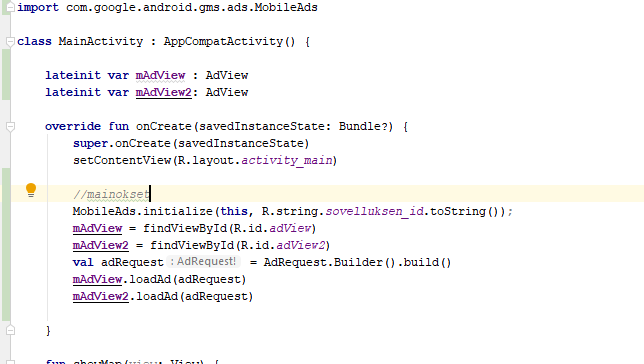 import com.google.android.gms.ads.MobileAds
class MainActivity : AppCompatActivity() {
lateinit var mAdView : AdView
lateinit var mAdView2: AdView
override fun onCreate(savedInstanceState: Bundle?) {
super.onCreate(savedInstanceState)
setContentView(R.layout.activity_main)
//mainokset
MobileAds.initialize(this, R.string.sovelluksen_id.toString());
mAdView = findViewById(R.id.adView)
mAdView2 = findViewById(R.id.adView2)
val adRequest : AdRequest! = AdRequest.Builder().build()
mAdView.loadAd(adRequest)
mAdView2.loadAd(adRequest)
}
fun showMap(view: View) {